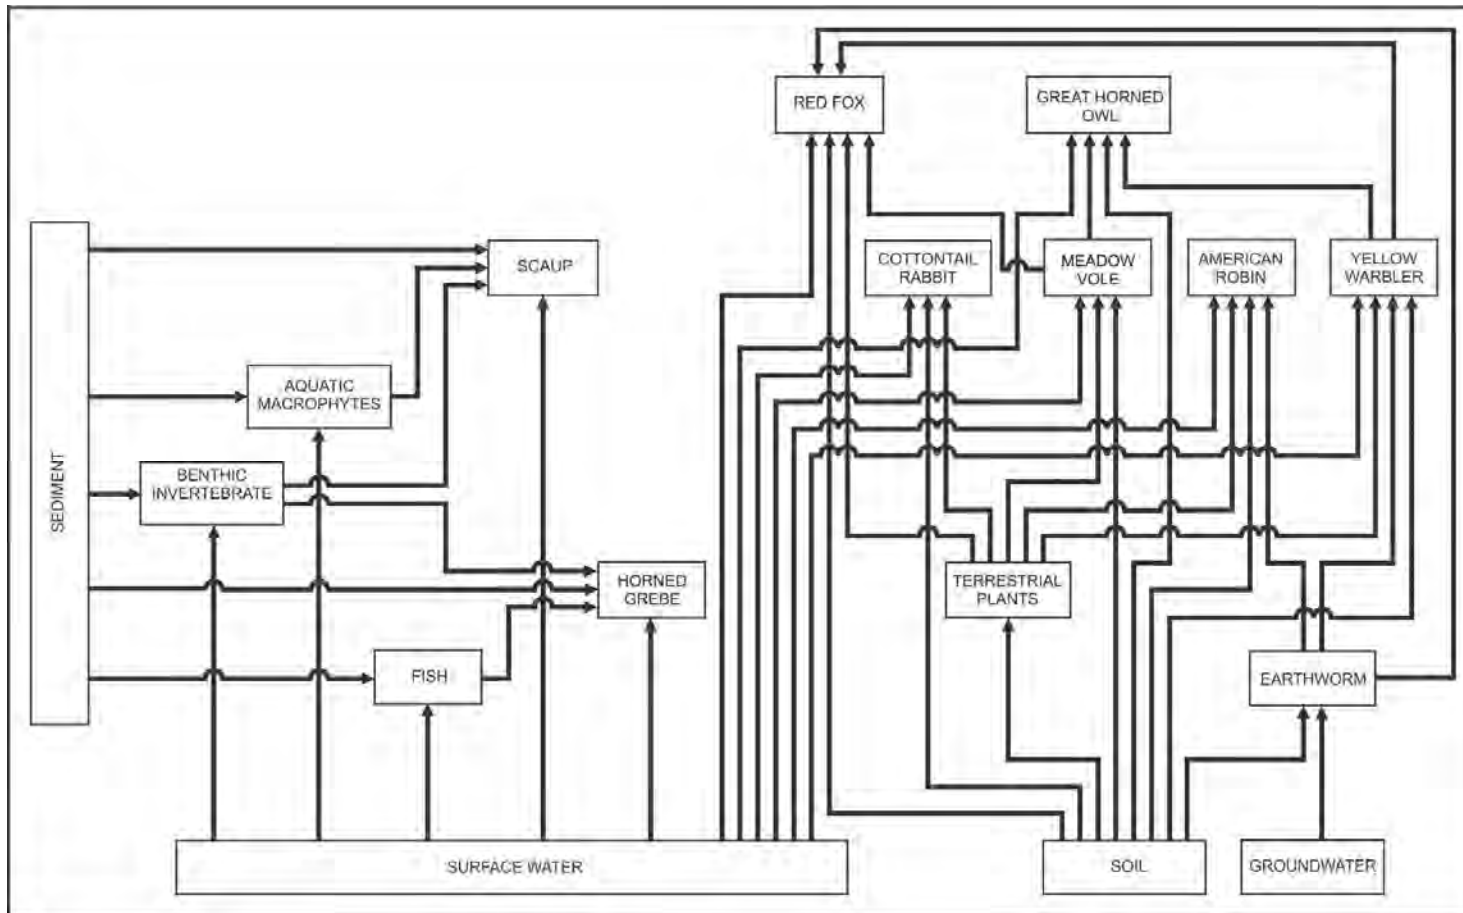 RED FOX
GREAT HORNED
OWL
SCAUP
COTTONTAIL
RABBIT
MEADOW
VOLE
AMERICAN
ROBIN
YELLOW
WARBLER
AQUATIC
MACROPHYTES
SEDIMENT
BENTHIC
INVERTEBRATE
HORNED
GREBE
TERRESTRIAL
PLANTS
FISH
EARTHWORM
SURFACE WATER
SOIL
GROUNDWATER